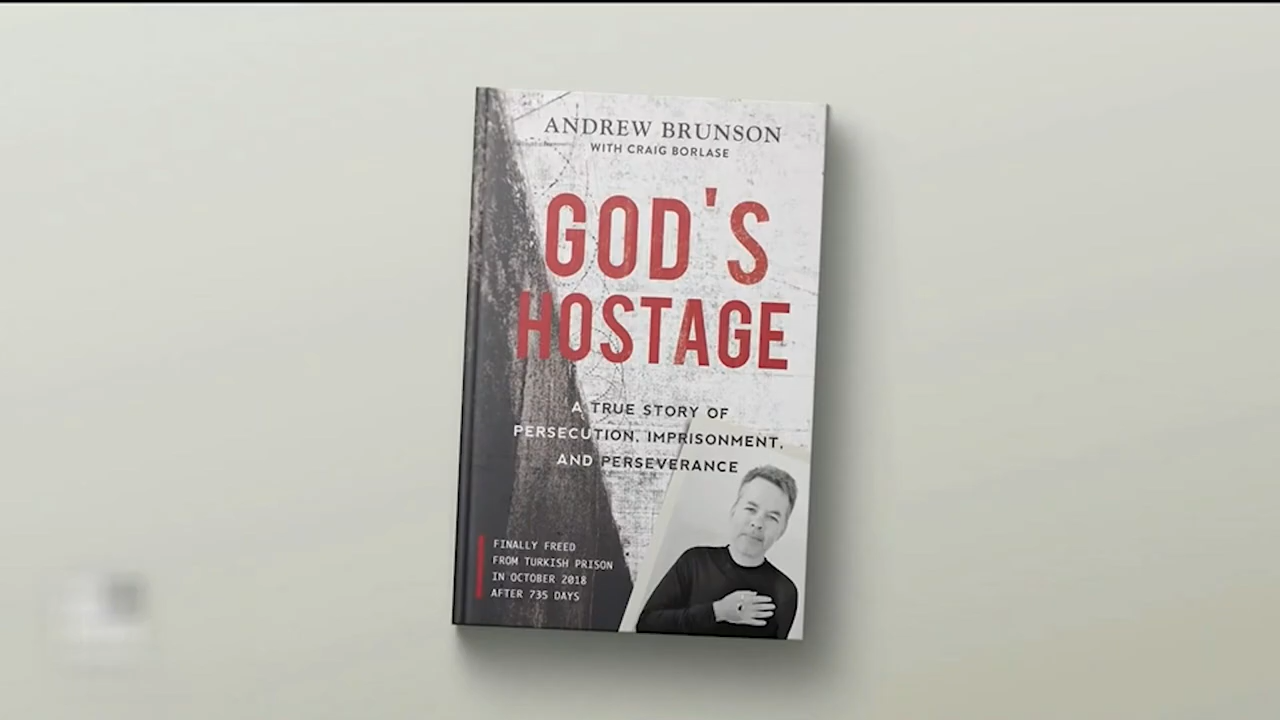 ANDREW BRUNSON
WITH CRAIG BORLASE
GOD'S
HOSTAGE
A TRUE STORY OF
PERSECUTION, IMPRISONMENT,
AND PERSEVERANCE
FINALLY FREED
FROM TURKISH PRISON
IN OCTOBER 2018
AFTER 735 DAYS